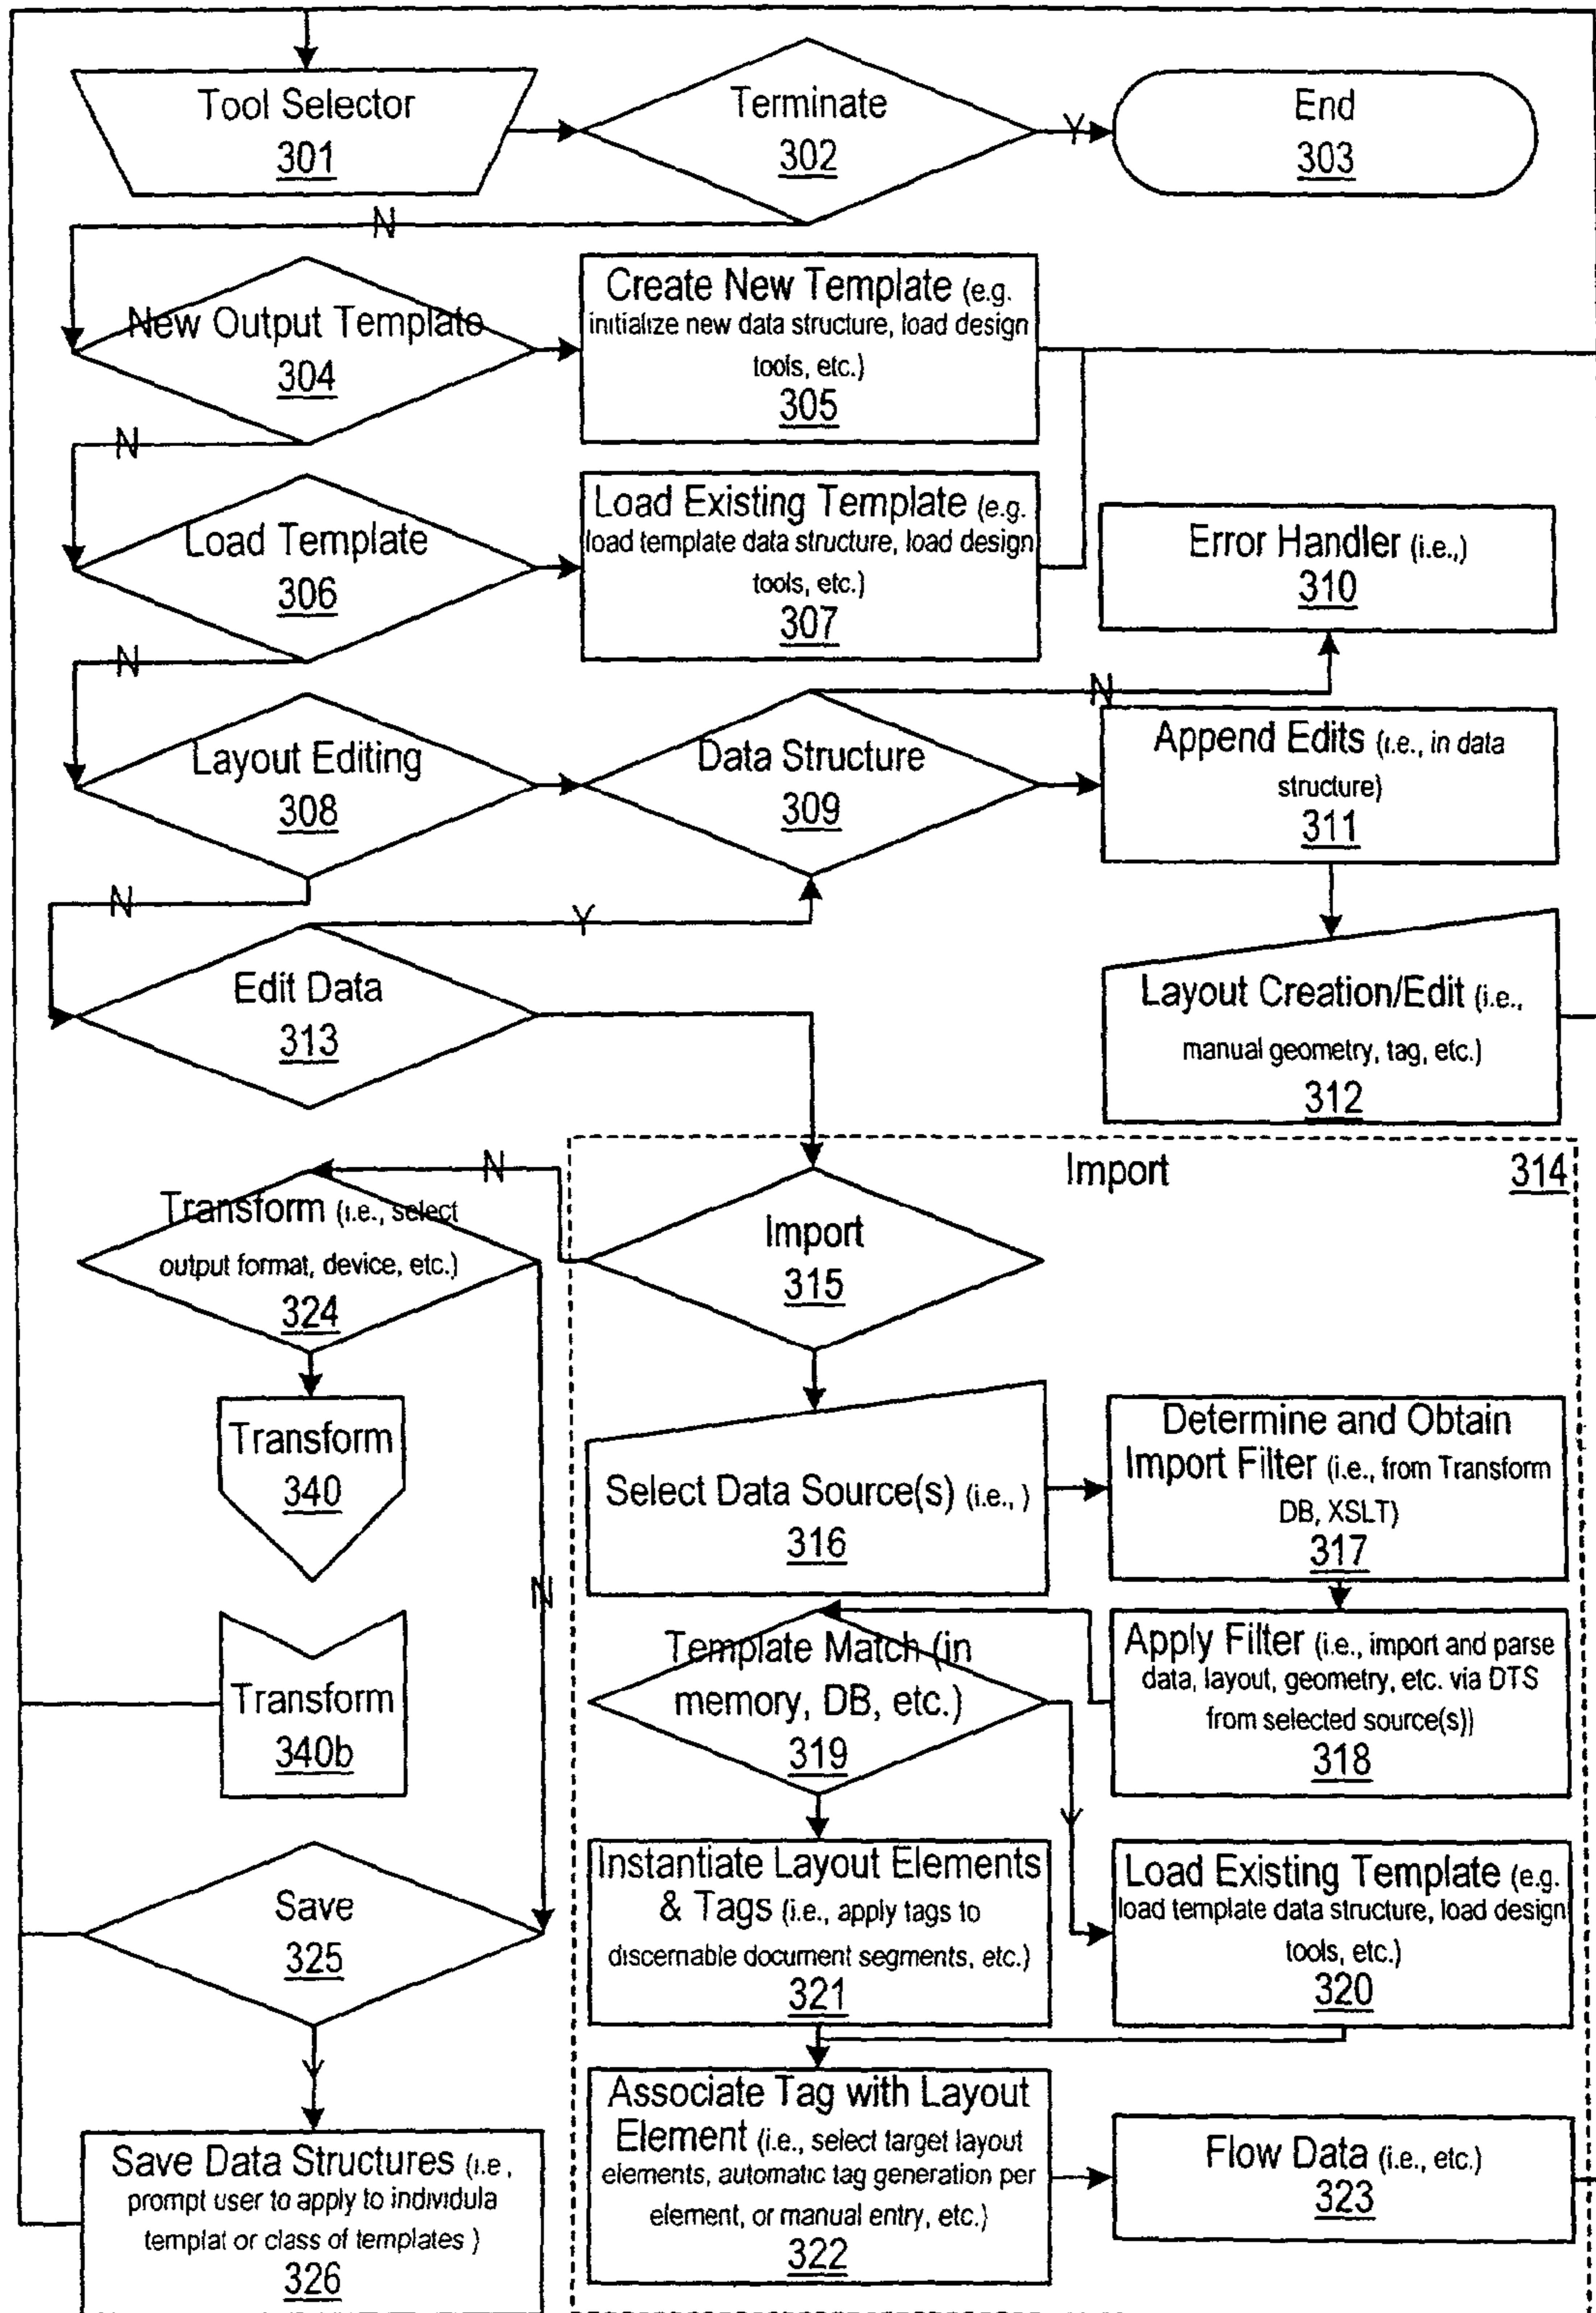 Tool Selector
301
Terminate
302
Y
End
303
N
New Output Template
304
Create New Template (e.g.
initialize new data structure, load design
tools, etc.)
305
N
Load Template
306
Load Existing Template (e.g.
load template data structure, load design
tools, etc.)
307
Error Handler (i.e.,)
310
N
Layout Editing
308
Data Structure
309
N
Append Edits (i.e., in data
structure)
311
N
Y
Edit Data
313
Layout Creation/Edit (i.e.,
manual geometry, tag, etc.)
312
Import
314
N
Transform (i.e., select
output format, device, etc.)
324
Import
315
Transform
340
Select Data Source(s) (i.e., )
316
Determine and Obtain
Import Filter (i.e., from Transform
DB, XSLT)
317
N
Transform
340b
Template Match (in
memory, DB, etc.)
319
Apply Filter (i.e., import and parse
data, layout, geometry, etc. via DTS
from selected source(s))
318
Y
Save
325
Instantiate Layout Elements
& Tags (i.e., apply tags to
discernable document segments, etc.)
321
Load Existing Template (e.g.
load template data structure, load design
tools, etc.)
320
Y
Save Data Structures (i.e,
prompt user to apply to individula
templat or class of templates )
326
Associate Tag with Layout
Element (i.e., select target layout
elements, automatic tag generation per
element, or manual entry, etc.)
322
Flow Data (i.e., etc.)
323